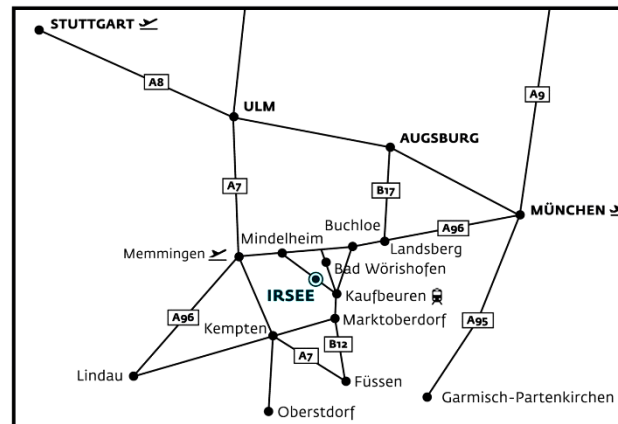 STUTTGART
A8
A9
ULM
AUGSBURG
A7
B17
MÜNCHEN
Buchloe
A96
Mindelheim
Landsberg
Memmingen
Bad Wörishofen
IRSEE
Kaufbeuren
A96
Marktoberdorf
A95
Kempten
B12
A7
Lindau
Füssen
Garmisch-Partenkirchen
Oberstdorf